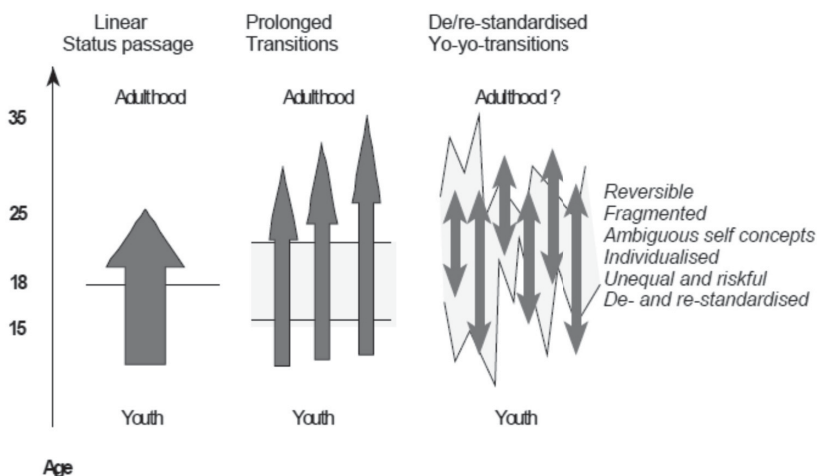 Linear
Status passage
Prolonged
Transitions
De/re-standardised
Yo-yo-transitions
Adulthood
Adulthood
Adulthood ?
35
25
18
15
Reversible
Fragmented
Ambiguous self concepts
Individualised
Unequal and riskful
De- and re-standardised
Youth
Youth
Youth
Age